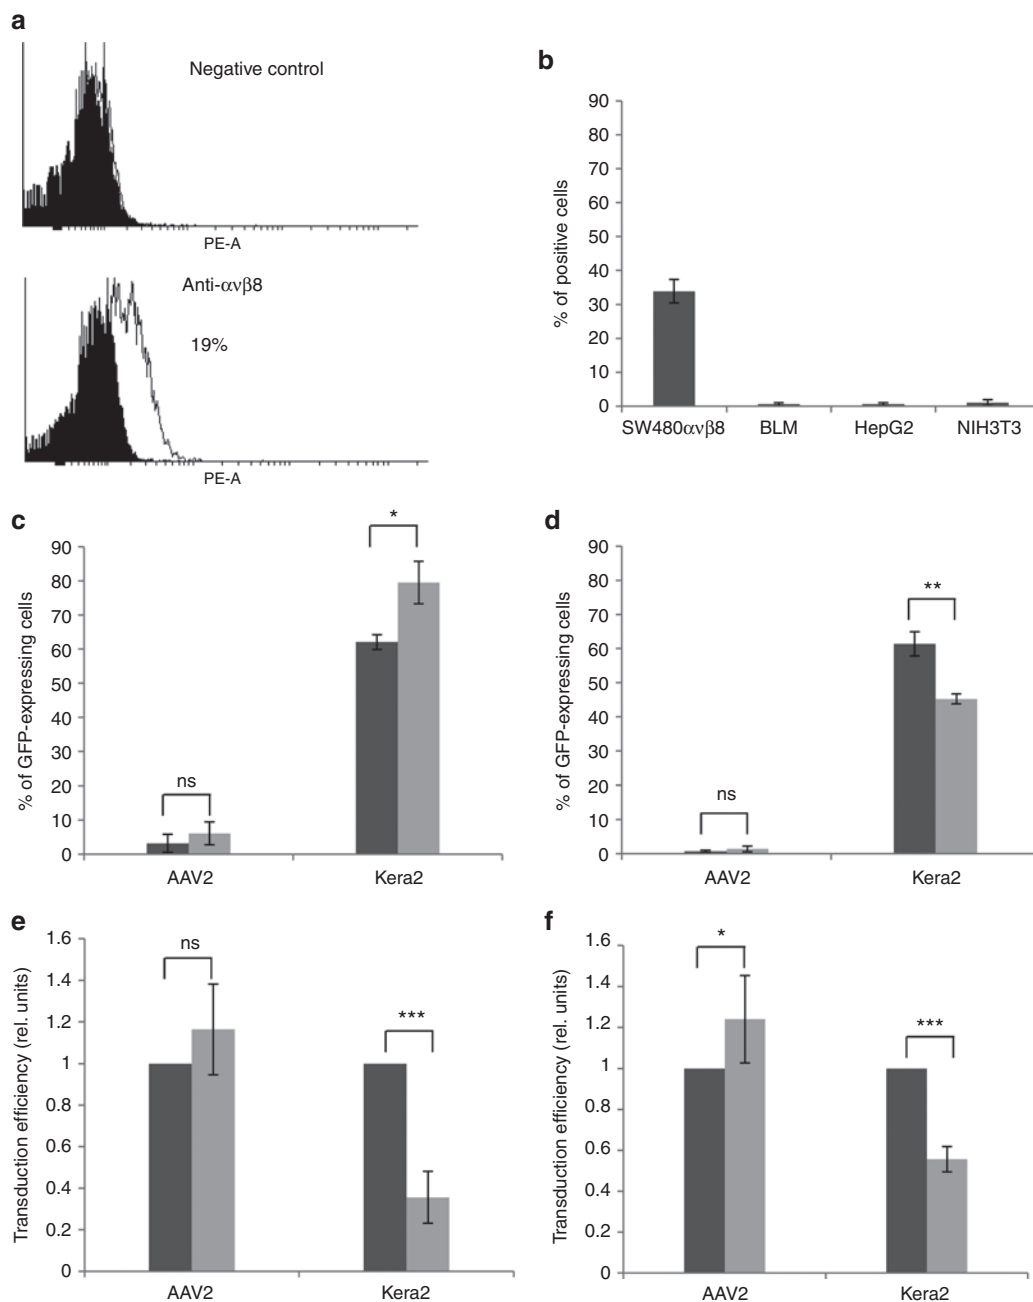 a
Negative control
PE-A
Anti-ανβ8
19%
PE-A
b
% of positive cells
90
80
70
60
50
40
30
20
10
0
SW480ανβ8 BLM HepG2 NIH3T3
c
% of GFP-expressing cells
90
80
70
60
50
40
30
20
10
0
ns
*
AAV2 Kera2
d
% of GFP-expressing cells
90
80
70
60
50
40
30
20
10
0
ns
**
AAV2 Kera2
e
Transduction efficiency (rel. units)
1.6
1.4
1.2
1
0.8
0.6
0.4
0.2
0
ns
***
AAV2 Kera2
f
Transduction efficiency (rel. units)
1.6
1.4
1.2
1
0.8
0.6
0.4
0.2
0
*
***
AAV2 Kera2